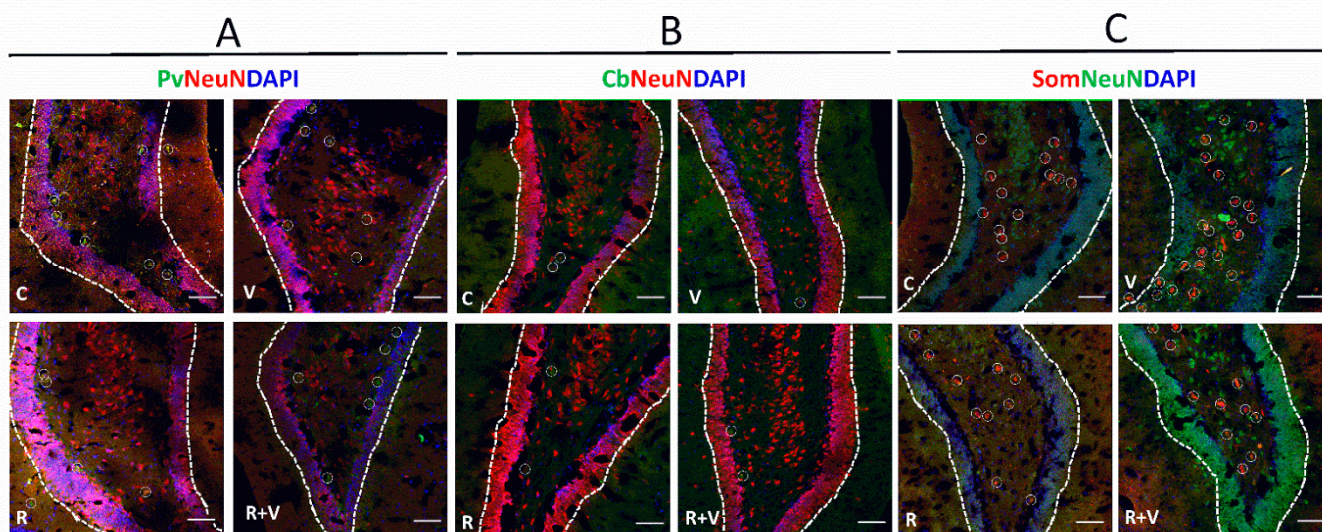 A B C
PvNeuNDAPI CbNeuNDAPI SomNeuNDAPI
C V C V C V
R R+V R R+V R R+V